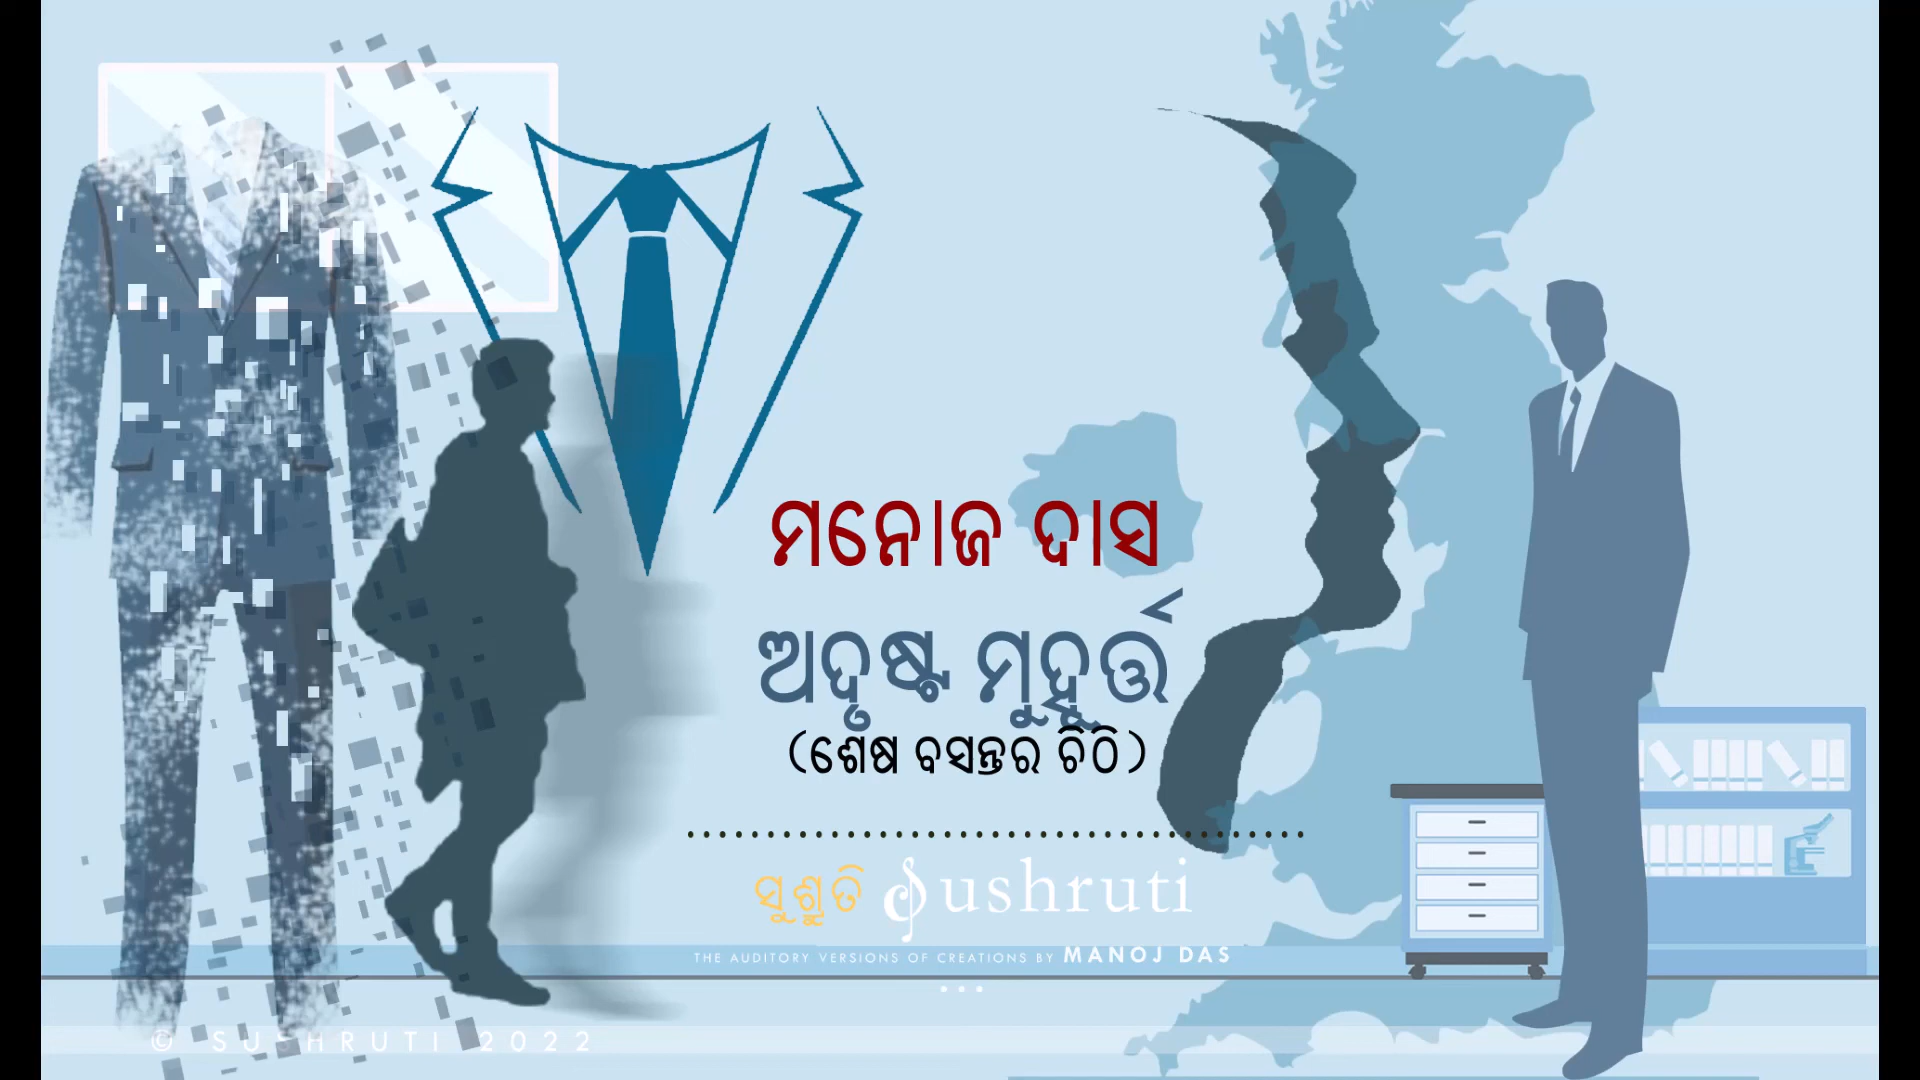 ମନୋଜ ଦାସ
ଅଦୃଷ୍ଟ ମୁହୂର୍ତ୍ତ
(ଶେଷ ବସନ୍ତର ଚିଠି)
ସୁଶ୍ରୁତି Sushruti
THE AUDITORY VERSIONS OF CREATIONS BY MANOJ DAS
...
© SUSHRUTI 2022